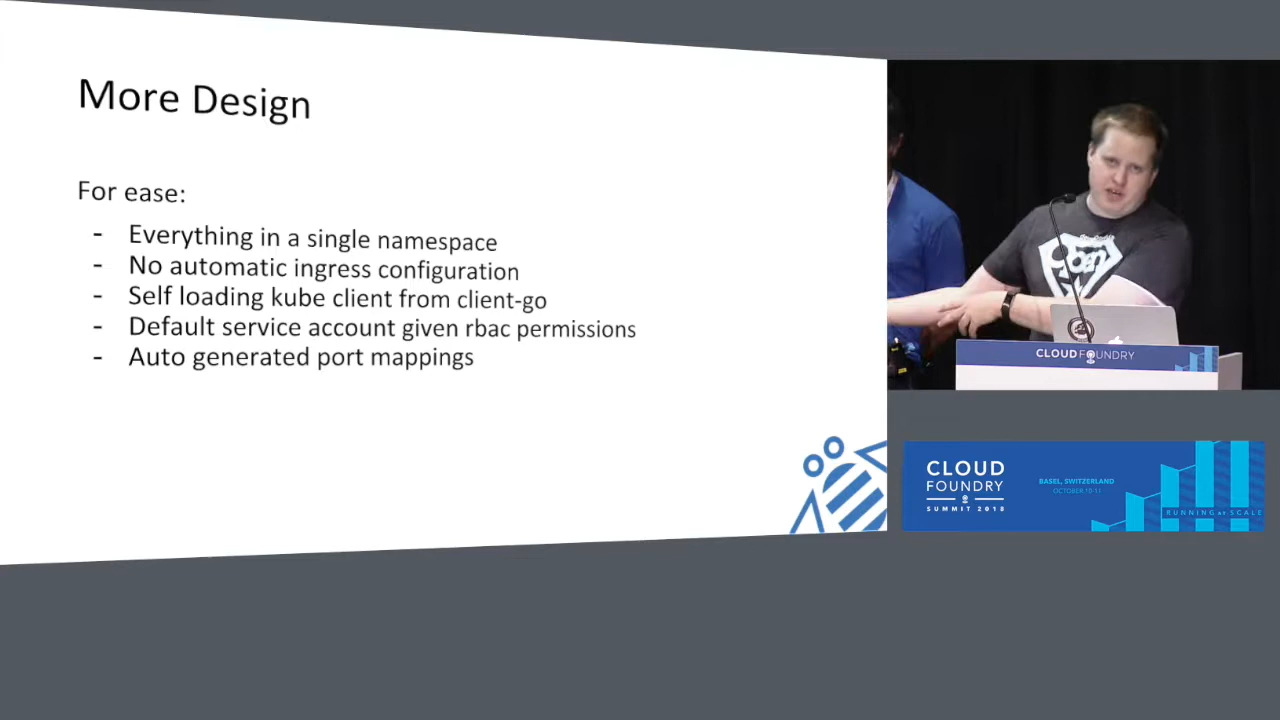 More Design
For ease:
- Everything in a single namespace
- No automatic ingress configuration
- Self loading kube client from client-go
- Default service account given rbac permissions
- Auto generated port mappings
CLOUD FOUNDRY
CLOUD
FOUNDRY
SUMMIT 2018
BASEL, SWITZERLAND
OCTOBER 10-11
RUNNING AT SCALE